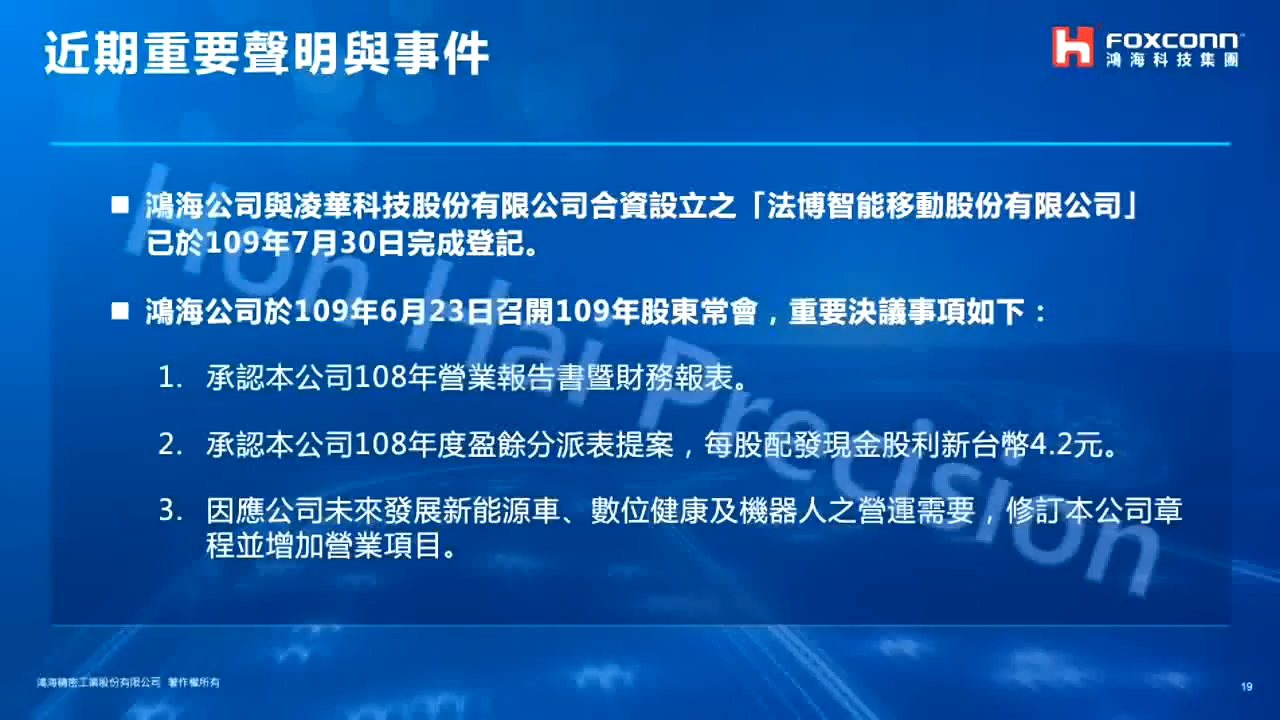 近期重要聲明與事件
FOXCONN
鴻海科技集團
■ 鴻海公司與凌華科技股份有限公司合資設立之「法博智能移動股份有限公司」
已於109年7月30日完成登記。
■ 鴻海公司於109年6月23日召開109年股東常會，重要決議事項如下：
1. 承認本公司108年營業報告書暨財務報表。
2. 承認本公司108年度盈餘分派表提案，每股配發現金股利新台幣4.2元。
3. 因應公司未來發展新能源車、數位健康及機器人之營運需要，修訂本公司章
程並增加營業項目。
Hon Hai Precision
鴻海精密工業股份有限公司 著作權所有
19